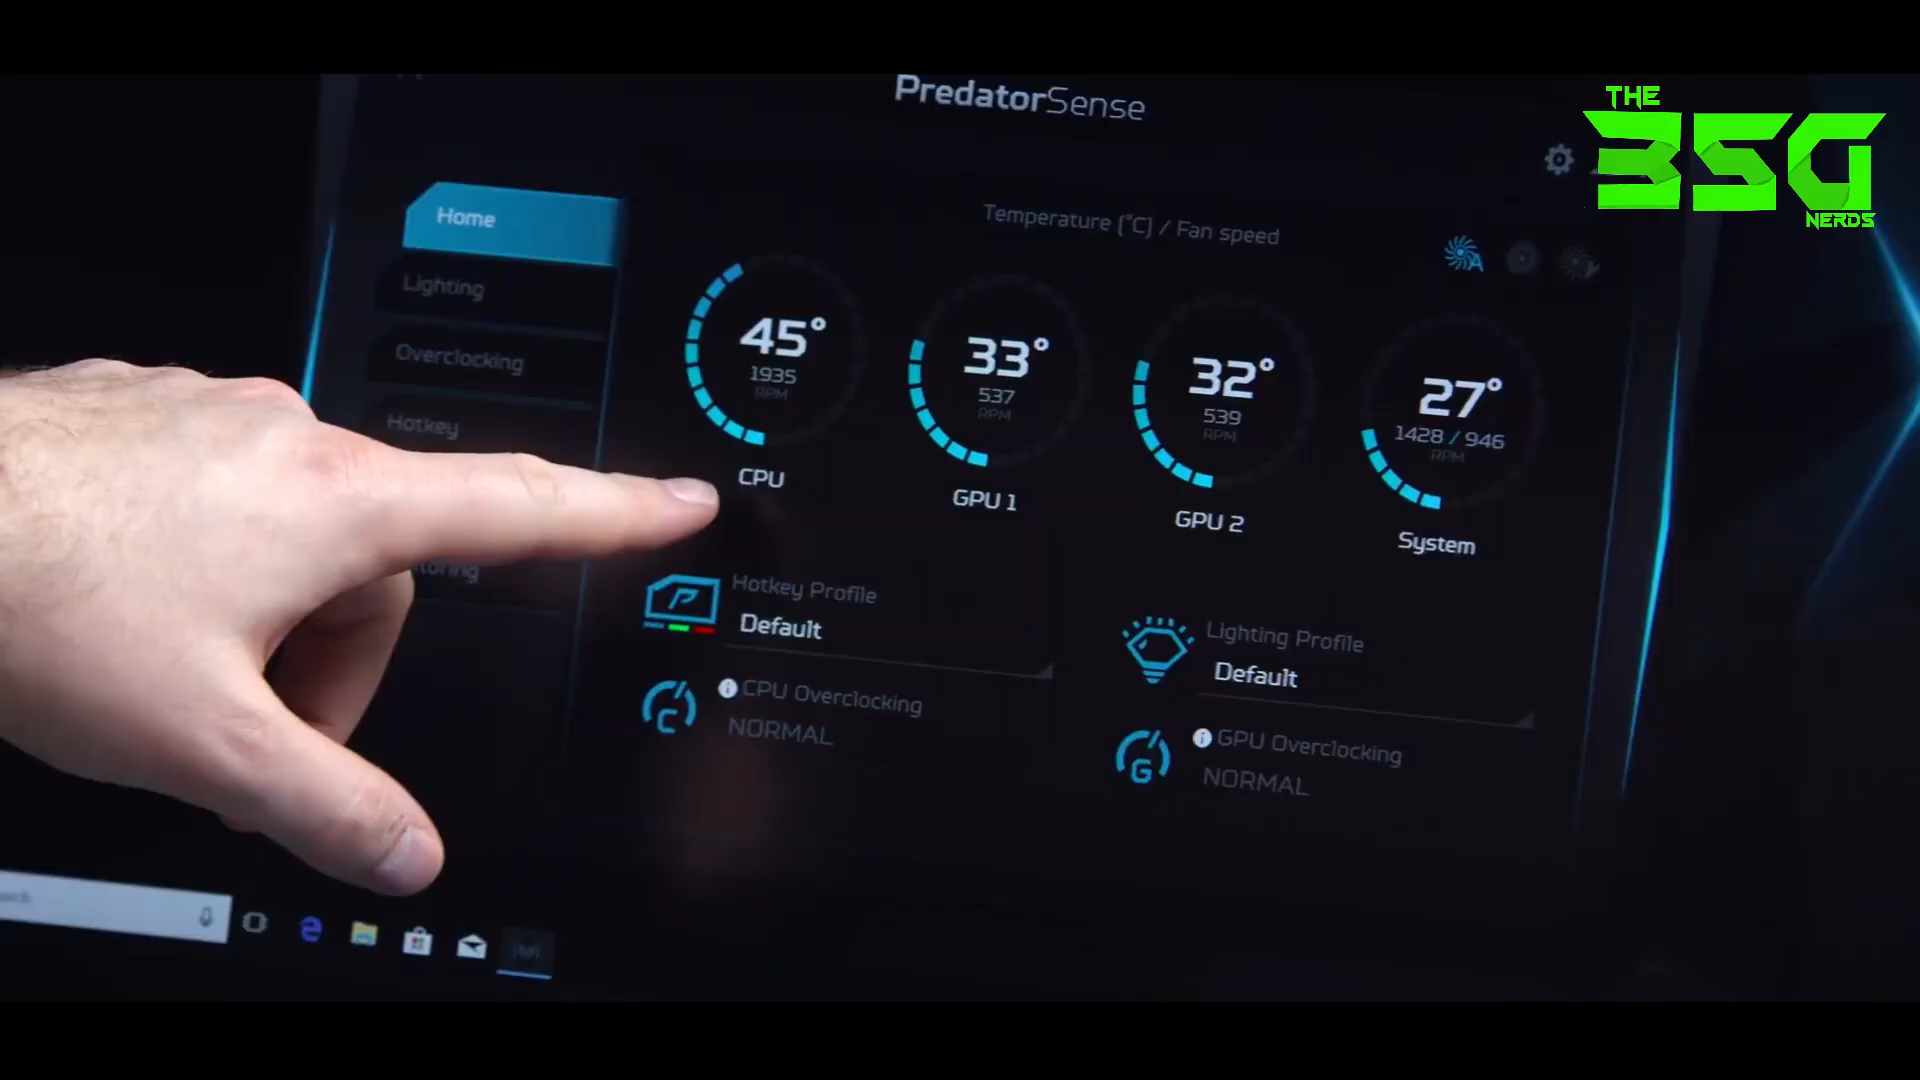 THE
3SG
NERDS
PredatorSense
Temperature (°C) / Fan speed
Home
Lighting
Overclocking
Hotkey
45°
1935
RPM
CPU
33°
537
RPM
GPU 1
32°
539
RPM
GPU 2
27°
1428 / 946
RPM
System
Hotkey Profile
Default
Lighting Profile
Default
CPU Overclocking
NORMAL
GPU Overclocking
NORMAL